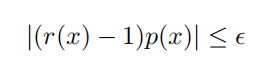 |(r(x) − 1)p(x)| ≤ ϵ